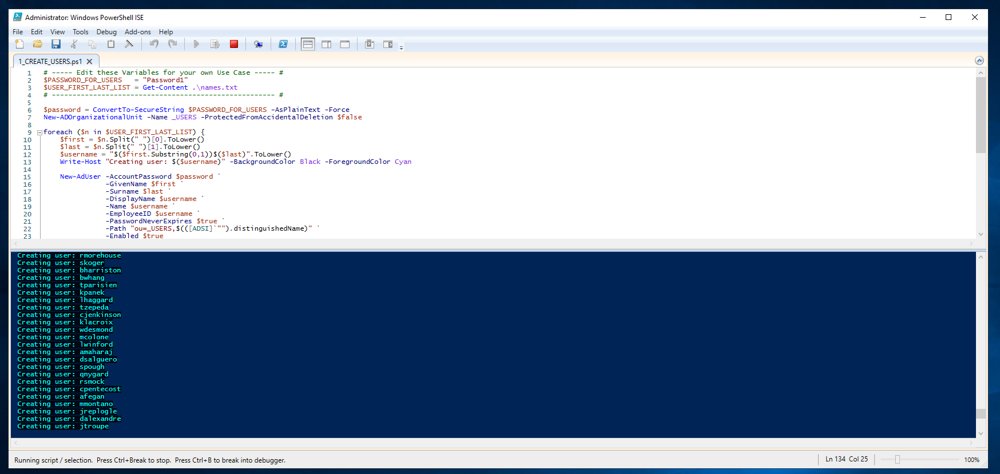 Administrator: Windows PowerShell ISE
File Edit View Tools Debug Add-ons Help
1_CREATE_USERS.ps1
1 # ----- Edit these Variables for your own Use Case ----- #
2 $PASSWORD_FOR_USERS   = "Password1"
3 $USER_FIRST_LAST_LIST = Get-Content .\names.txt
4 # ------------------------------------------------------ #
5
6 $password = ConvertTo-SecureString $PASSWORD_FOR_USERS -AsPlainText -Force
7 New-ADOrganizationalUnit -Name _USERS -ProtectedFromAccidentalDeletion $false
8
9 foreach ($n in $USER_FIRST_LAST_LIST) {
10     $first = $n.Split(" ")[0].ToLower()
11     $last = $n.Split(" ")[1].ToLower()
12     $username = "$($first.Substring(0,1))$($last)".ToLower()
13     Write-Host "Creating user: $($username)" -BackgroundColor Black -ForegroundColor Cyan
14
15     New-AdUser -AccountPassword $password `
16                -GivenName $first `
17                -Surname $last `
18                -DisplayName $username `
19                -Name $username `
20                -EmployeeID $username `
21                -PasswordNeverExpires $true `
22                -Path "ou=_USERS,$(([ADSI]`"").distinguishedName)" `
23                -Enabled $true
Creating user: rmorehouse
Creating user: skoger
Creating user: bharriston
Creating user: bwhang
Creating user: tparisien
Creating user: kpanek
Creating user: lhaggard
Creating user: tzepeda
Creating user: cjenkinson
Creating user: klacroix
Creating user: wdesmond
Creating user: mcolone
Creating user: lwinford
Creating user: amaharaj
Creating user: dsalguero
Creating user: spough
Creating user: qnygard
Creating user: rsmock
Creating user: cpentecost
Creating user: afegan
Creating user: mmontano
Creating user: jreplogle
Creating user: dalexandre
Creating user: jtroupe
Running script / selection.  Press Ctrl+Break to stop.  Press Ctrl+B to break into debugger.
Ln 134  Col 25
100%